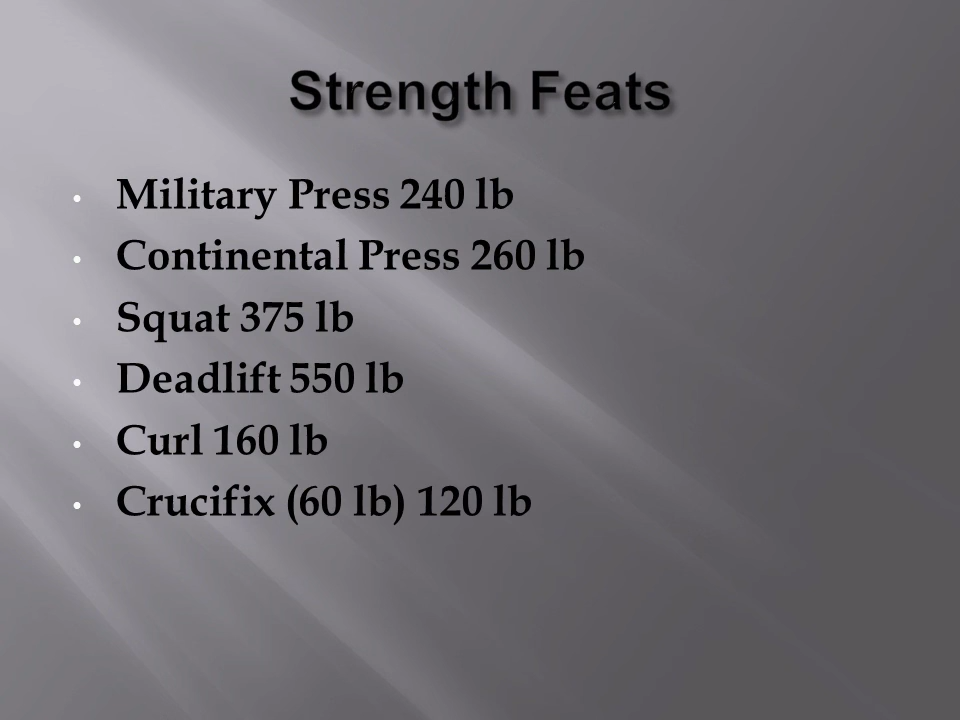 Strength Feats
• Military Press 240 lb
• Continental Press 260 lb
• Squat 375 lb
• Deadlift 550 lb
• Curl 160 lb
• Crucifix (60 lb) 120 lb